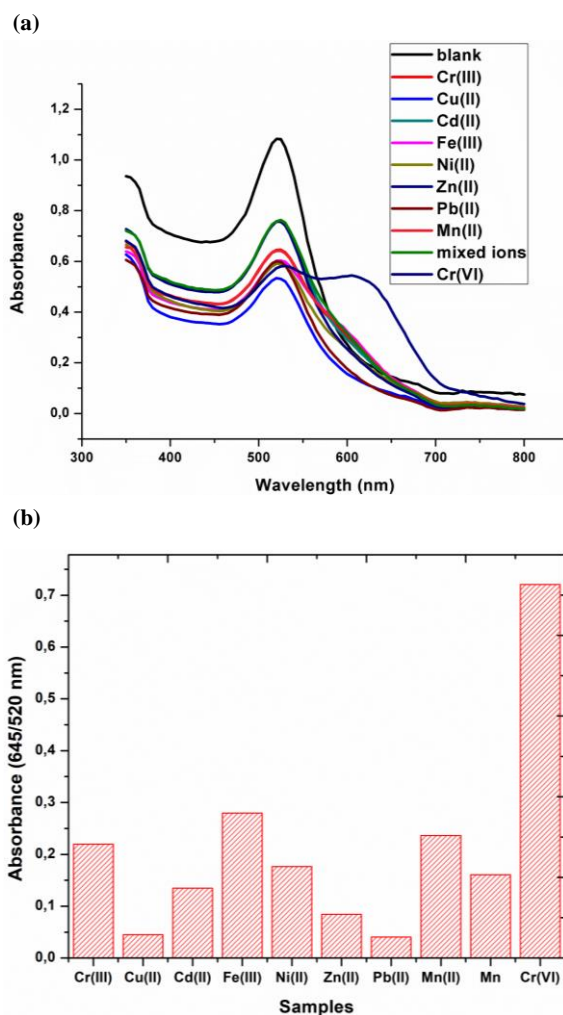 (a)
blank
Cr(III)
Cu(II)
Cd(II)
Fe(III)
Ni(II)
Zn(II)
Pb(II)
Mn(II)
mixed ions
Cr(VI)
1,2
1,0
0,8
0,6
0,4
0,2
0,0
Absorbance
300 400 500 600 700 800
Wavelength (nm)
(b)
0,7
0,6
0,5
0,4
0,3
0,2
0,1
0,0
Absorbance (645/520 nm)
Cr(III) Cu(II) Cd(II) Fe(III) Ni(II) Zn(II) Pb(II) Mn(II) Mn Cr(VI)
Samples